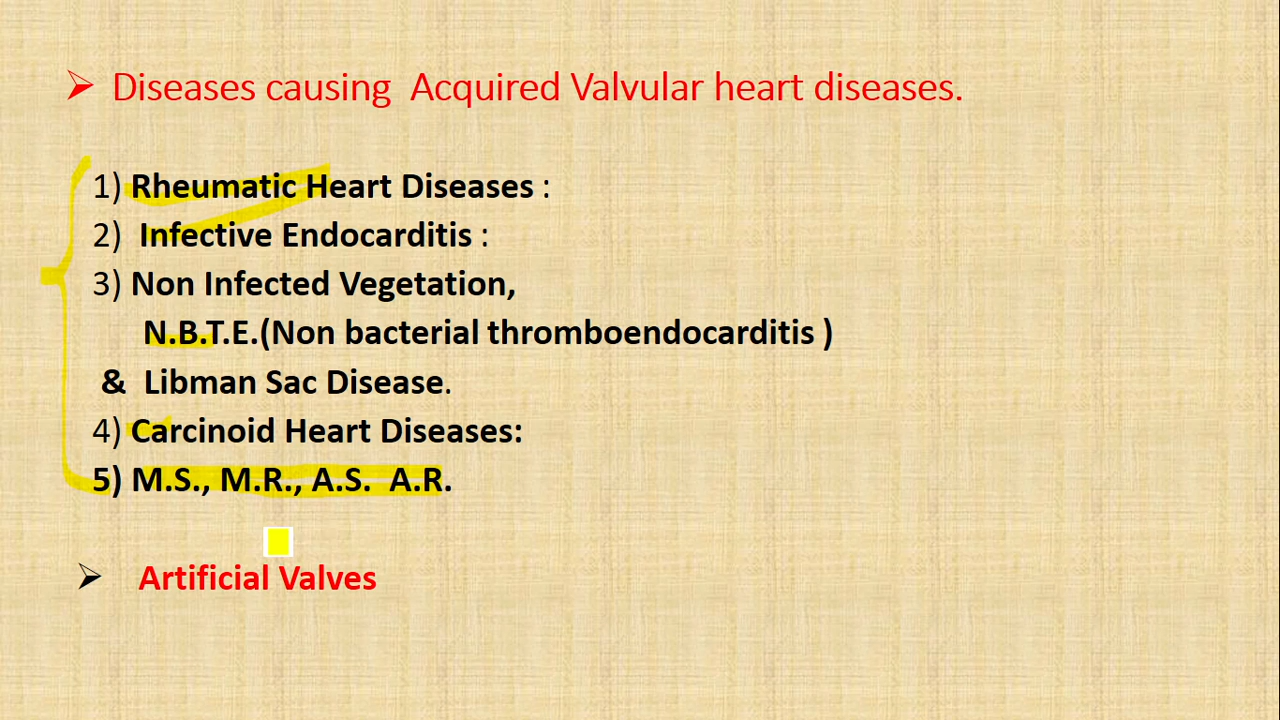 ➢ Diseases causing Acquired Valvular heart diseases.
1) Rheumatic Heart Diseases :
2) Infective Endocarditis :
3) Non Infected Vegetation,
N.B.T.E.(Non bacterial thromboendocarditis )
& Libman Sac Disease.
4) Carcinoid Heart Diseases:
5) M.S., M.R., A.S. A.R.
➢ Artificial Valves